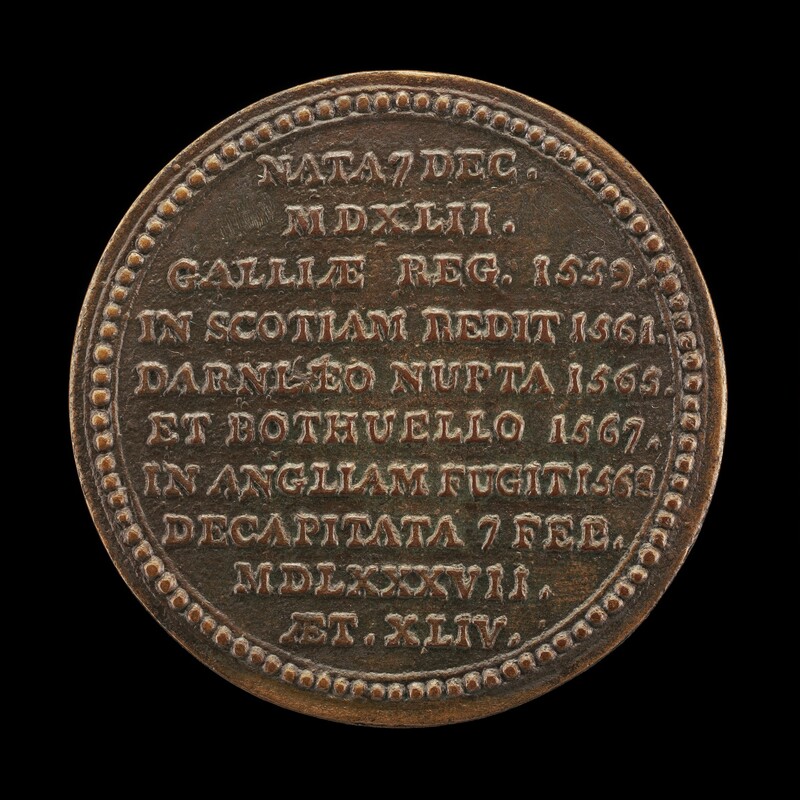 NATA 7 DEC.
MDXLII.
GALLIÆ REG. 1559.
IN SCOTIAM REDIT 1561.
DARNLÆO NUPTA 1565.
ET BOTHUELLO 1567.
IN ANGLIAM FUGIT 1562
DECAPITATA 7 FEB.
MDLXXXVII.
ÆT. XLIV.